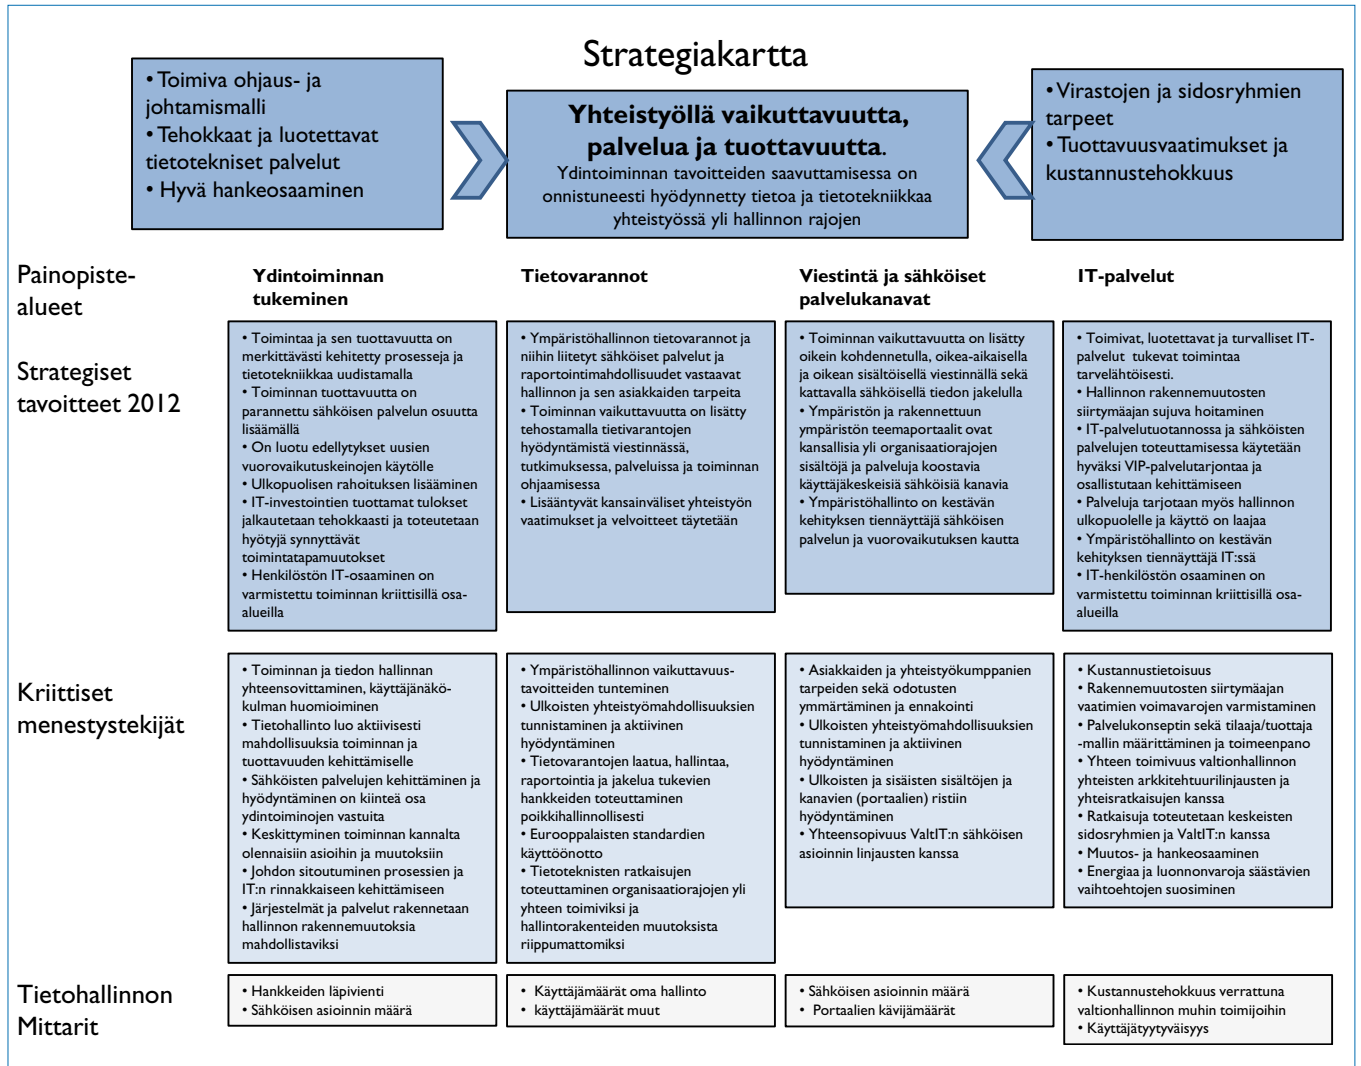 Strategiakartta
• Toimiva ohjaus- ja
johtamismalli
• Tehokkaat ja luotettavat
tietotekniset palvelut
• Hyvä hankeosaaminen
Yhteistyöllä vaikuttavuutta,
palvelua ja tuottavuutta.
Ydintoiminnan tavoitteiden saavuttamisessa on
onnistuneesti hyödynnetty tietoa ja tietotekniikkaa
yhteistyössä yli hallinnon rajojen
• Virastojen ja sidosryhmien
tarpeet
• Tuottavuusvaatimukset ja
kustannustehokkuus
Painopiste-
alueet
Ydintoiminnan
tukeminen
Tietovarannot
Viestintä ja sähköiset
palvelukanavat
IT-palvelut
Strategiset
tavoitteet 2012
• Toimintaa ja sen tuottavuutta on
merkittävästi kehitetty prosesseja ja
tietotekniikkaa uudistamalla
• Toiminnan tuottavuutta on
parannettu sähköisen palvelun osuutta
lisäämällä
• On luotu edellytykset uusien
vuorovaikutuskeinojen käytölle
• Ulkopuolisen rahoituksen lisääminen
• IT-investointien tuottamat tulokset
jalkautetaan tehokkaasti ja toteutetaan
hyötyjä synnyttävät
toimintatapamuutokset
• Henkilöstön IT-osaaminen on
varmistettu toiminnan kriittisillä osa-
alueilla
• Ympäristöhallinnon tietovarannot ja
niihin liitetyt sähköiset palvelut ja
raportointimahdollisuudet vastaavat
hallinnon ja sen asiakkaiden tarpeita
• Toiminnan vaikuttavuutta on lisätty
tehostamalla tietivarantojen
hyödyntämistä viestinnässä,
tutkimuksessa, palveluissa ja toiminnan
ohjaamisessa
• Lisääntyvät kansainväliset yhteistyön
vaatimukset ja velvoitteet täytetään
• Toiminnan vaikuttavuutta on lisätty
oikein kohdennetulla, oikea-aikaisella
ja oikean sisältöisellä viestinnällä sekä
kattavalla sähköisellä tiedon jakelulla
• Ympäristön ja rakennettuun
ympäristön teemaportaalit ovat
kansallisia yli organisaatiorajojen
sisältöjä ja palveluja koostavia
käyttäjäkeskeisiä sähköisiä kanavia
• Ympäristöhallinto on kestävän
kehityksen tiennäyttäjä sähköisen
palvelun ja vuorovaikutuksen kautta
• Toimivat, luotettavat ja turvalliset IT-
palvelut tukevat toimintaa
tarvelähtöisesti.
• Hallinnon rakennemuutosten
siirtymäajan sujuva hoitaminen
• IT-palvelutuotannossa ja sähköisten
palvelujen toteuttamisessa käytetään
hyväksi VIP-palvelutarjontaa ja
osallistutaan kehittämiseen
• Palveluja tarjotaan myös hallinnon
ulkopuolelle ja käyttö on laajaa
• Ympäristöhallinto on kestävän
kehityksen tiennäyttäjä IT:ssä
• IT-henkilöstön osaaminen on
varmistettu toiminnan kriittisillä osa-
alueilla
Kriittiset
menestystekijät
• Toiminnan ja tiedon hallinnan
yhteensovittaminen, käyttäjänäkö-
kulman huomioiminen
• Tietohallinto luo aktiivisesti
mahdollisuuksia toiminnan ja
tuottavuuden kehittämiselle
• Sähköisten palvelujen kehittäminen ja
hyödyntäminen on kiinteä osa
ydintoiminojen vastuita
• Keskittyminen toiminnan kannalta
olennaisiin asioihin ja muutoksiin
• Johdon sitoutuminen prosessien ja
IT:n rinnakkaiseen kehittämiseen
• Järjestelmät ja palvelut rakennetaan
hallinnon rakennemuutoksia
mahdollistaviksi
• Ympäristöhallinnon vaikuttavuus-
tavoitteiden tunteminen
• Ulkoisten yhteistyömahdollisuuksien
tunnistaminen ja aktiivinen
hyödyntäminen
• Tietovarantojen laatua, hallintaa,
raportointia ja jakelua tukevien
hankkeiden toteuttaminen
poikkihallinnollisesti
• Eurooppalaisten standardien
käyttöönotto
• Tietoteknisten ratkaisujen
toteuttaminen organisaatiorajojen yli
yhteen toimiviksi ja
hallintorakenteiden muutoksista
riippumattomiksi
• Asiakkaiden ja yhteistyökumppanien
tarpeiden sekä odotusten
ymmärtäminen ja ennakointi
• Ulkoisten yhteistyömahdollisuuksien
tunnistaminen ja aktiivinen
hyödyntäminen
• Ulkoisten ja sisäisten sisältöjen ja
kanavien (portaalien) ristiin
hyödyntäminen
• Yhteensopivuus ValtIT:n sähköisen
asioinnin linjausten kanssa
• Kustannustietoisuus
• Rakennemuutosten siirtymäajan
vaatimien voimavarojen varmistaminen
• Palvelukonseptin sekä tilaaja/tuottaja
-mallin määrittäminen ja toimeenpano
• Yhteen toimivuus valtionhallinnon
yhteisten arkkitehtuurilinjausten ja
yhteisratkaisujen kanssa
• Ratkaisuja toteutetaan keskeisten
sidosryhmien ja ValtIT:n kanssa
• Muutos- ja hankeosaaminen
• Energiaa ja luonnonvaroja säästävien
vaihtoehtojen suosiminen
Tietohallinnon
Mittarit
• Hankkeiden läpivienti
• Sähköisen asioinnin määrä
• Käyttäjämäärät oma hallinto
• käyttäjämäärät muut
• Sähköisen asioinnin määrä
• Portaalien kävijämäärät
• Kustannustehokkuus verrattuna
valtionhallinnon muhin toimijoihin
• Käyttäjätyytyväisyys